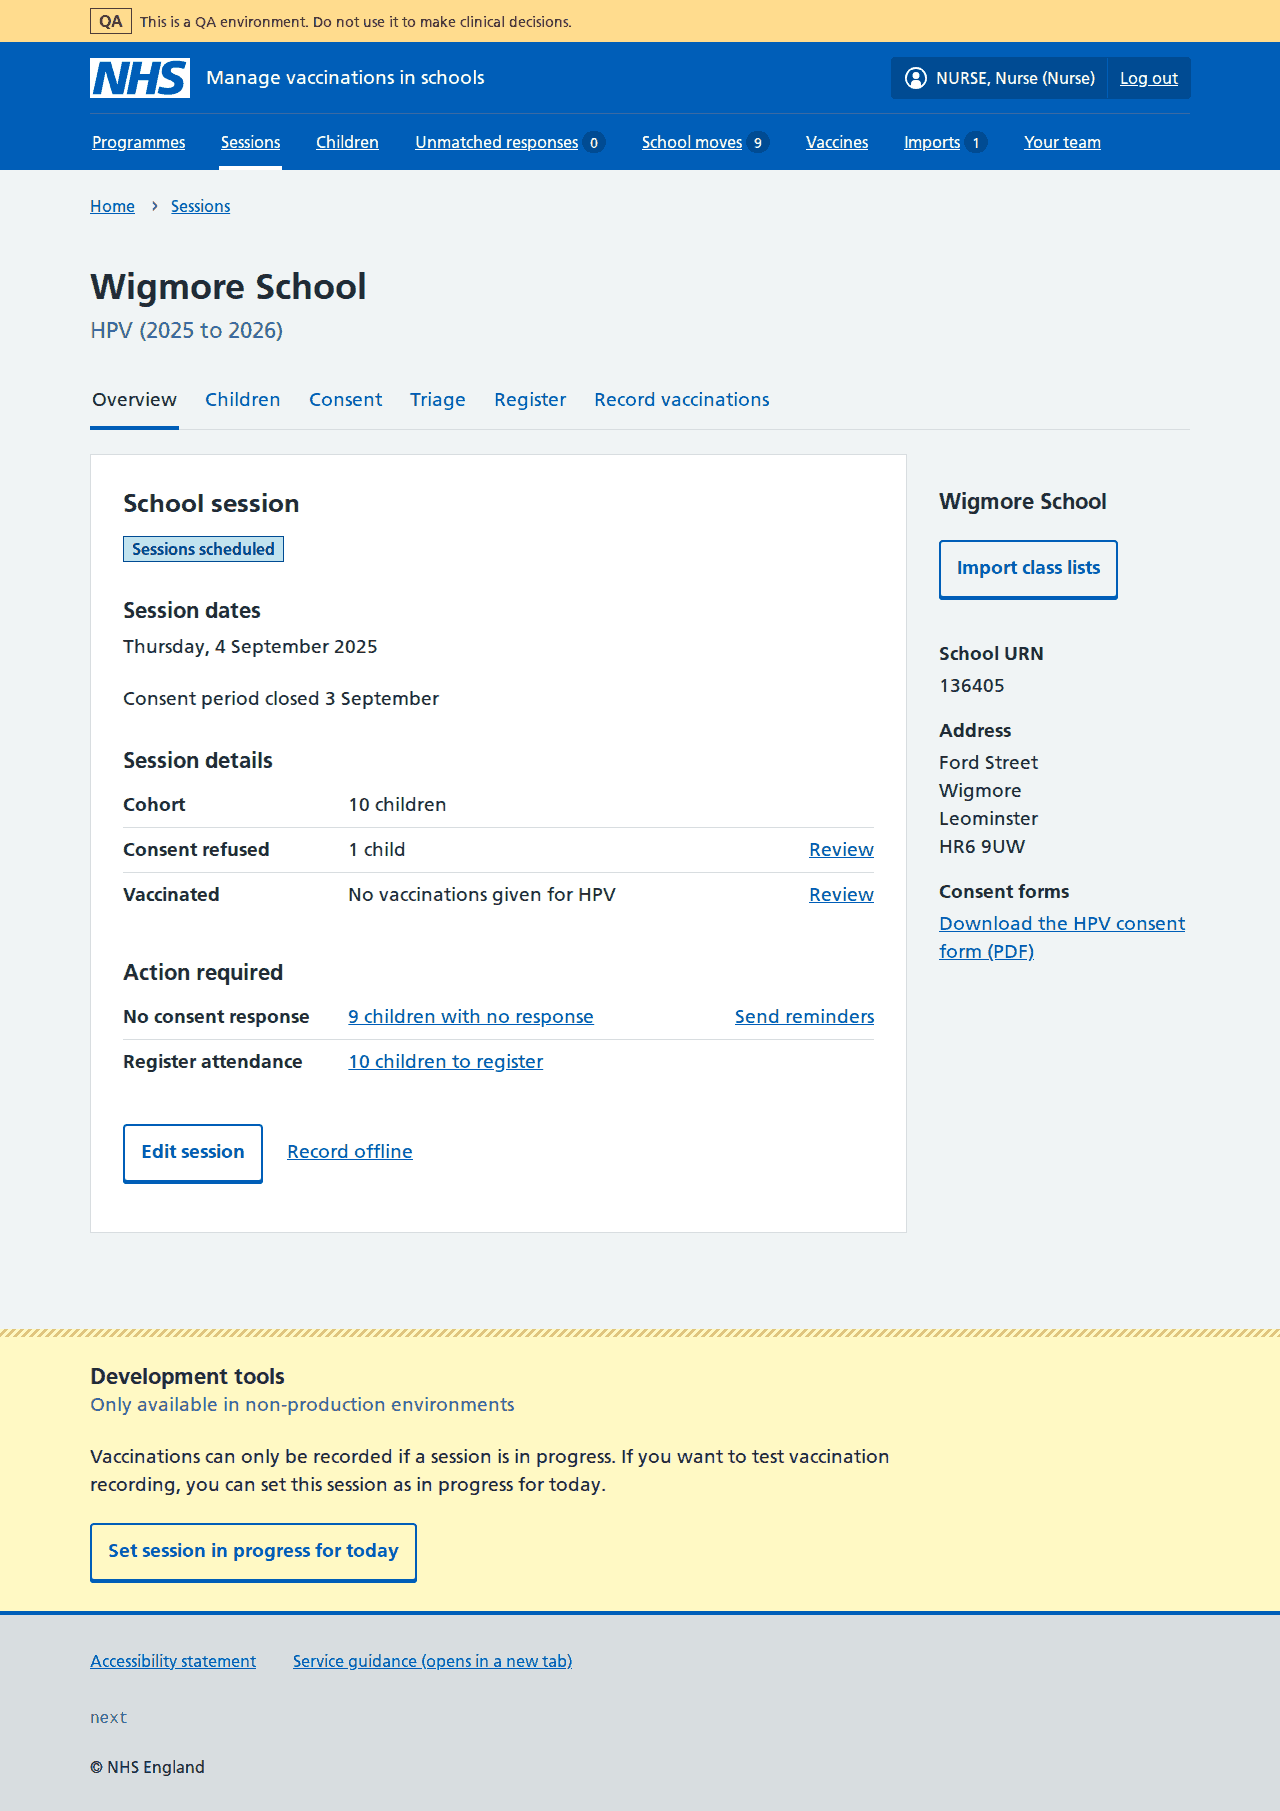 QA This is a QA environment. Do not use it to make clinical decisions.
NHS Manage vaccinations in schools NURSE, Nurse (Nurse) Log out
Programmes Sessions Children Unmatched responses 0 School moves 9 Vaccines Imports 1 Your team
Home › Sessions
Wigmore School
HPV (2025 to 2026)
Overview Children Consent Triage Register Record vaccinations
School session
Sessions scheduled
Session dates
Thursday, 4 September 2025
Consent period closed 3 September
Session details
Cohort 10 children
Consent refused 1 child Review
Vaccinated No vaccinations given for HPV Review
Action required
No consent response 9 children with no response Send reminders
Register attendance 10 children to register
Edit session Record offline
Wigmore School
Import class lists
School URN
136405
Address
Ford Street
Wigmore
Leominster
HR6 9UW
Consent forms
Download the HPV consent
form (PDF)
Development tools
Only available in non-production environments
Vaccinations can only be recorded if a session is in progress. If you want to test vaccination
recording, you can set this session as in progress for today.
Set session in progress for today
Accessibility statement Service guidance (opens in a new tab)
next
© NHS England